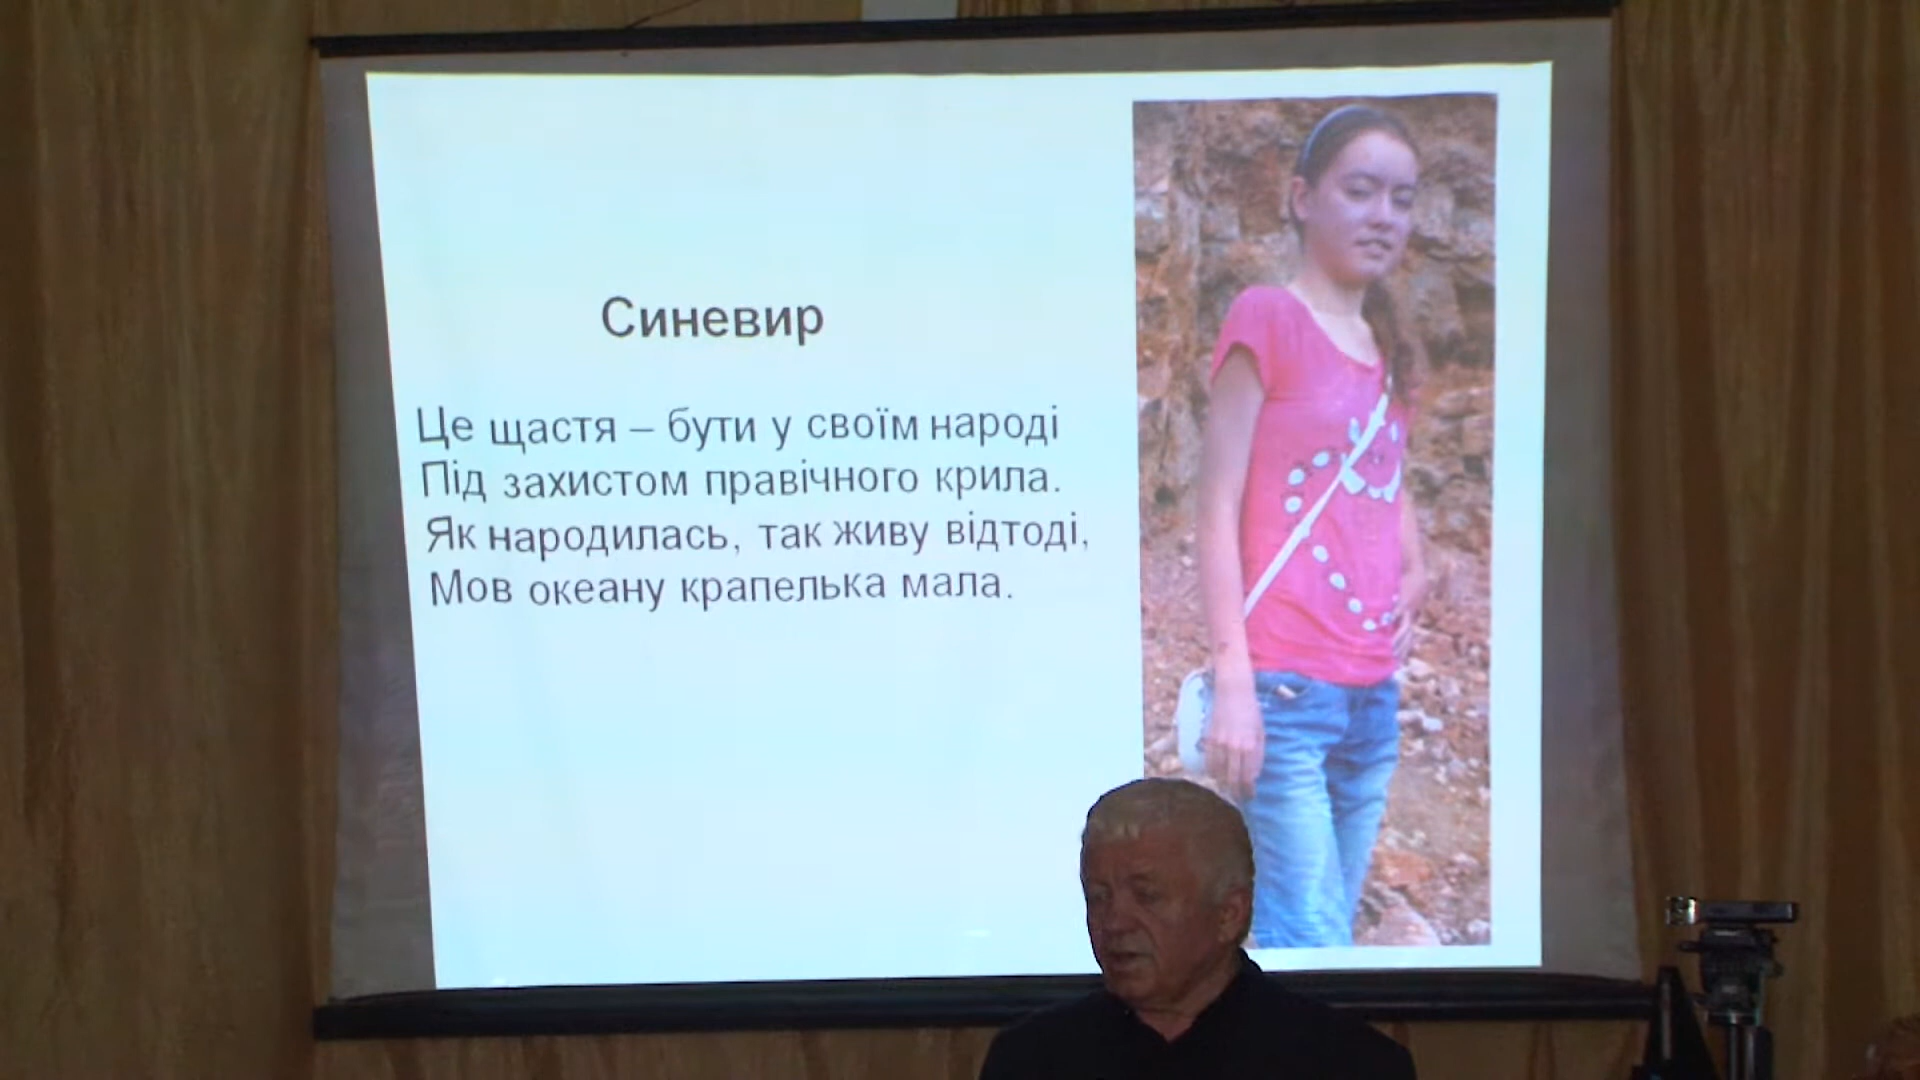 Синевир
Це щастя – бути у своїм народі
Під захистом правічного крила.
Як народилась, так живу відтоді,
Мов океану крапелька мала.